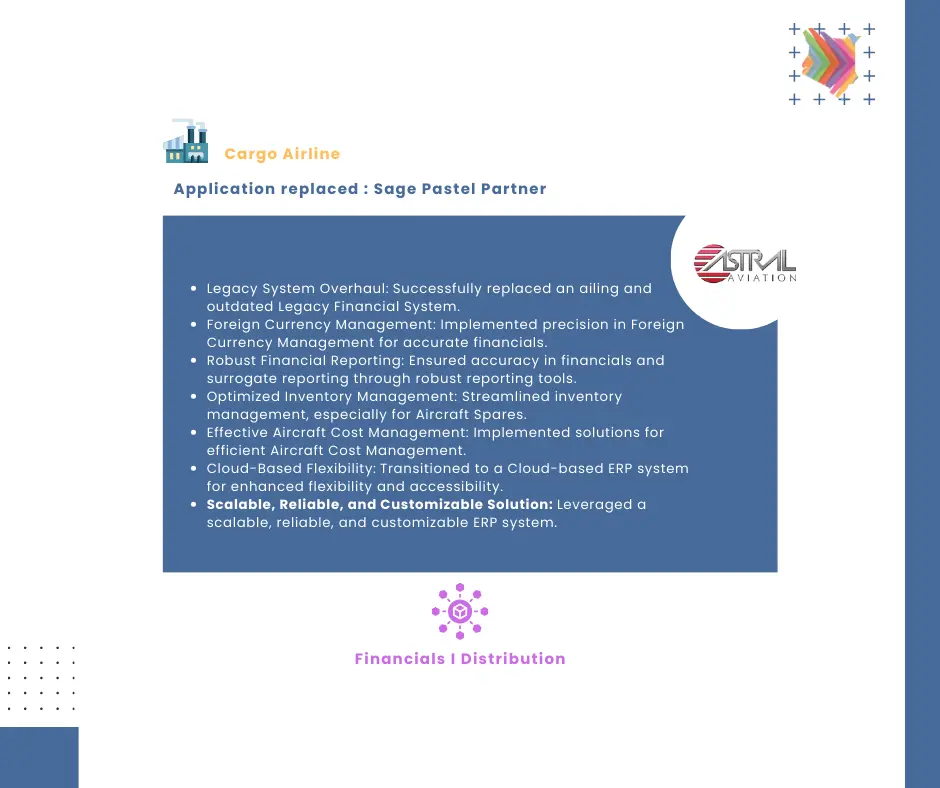 Cargo Airline
Application replaced : Sage Pastel Partner
ASTRAL
AVIATION
• Legacy System Overhaul: Successfully replaced an ailing and
outdated Legacy Financial System.
• Foreign Currency Management: Implemented precision in Foreign
Currency Management for accurate financials.
• Robust Financial Reporting: Ensured accuracy in financials and
surrogate reporting through robust reporting tools.
• Optimized Inventory Management: Streamlined inventory
management, especially for Aircraft Spares.
• Effective Aircraft Cost Management: Implemented solutions for
efficient Aircraft Cost Management.
• Cloud-Based Flexibility: Transitioned to a Cloud-based ERP system
for enhanced flexibility and accessibility.
• Scalable, Reliable, and Customizable Solution: Leveraged a
scalable, reliable, and customizable ERP system.
Financials I Distribution